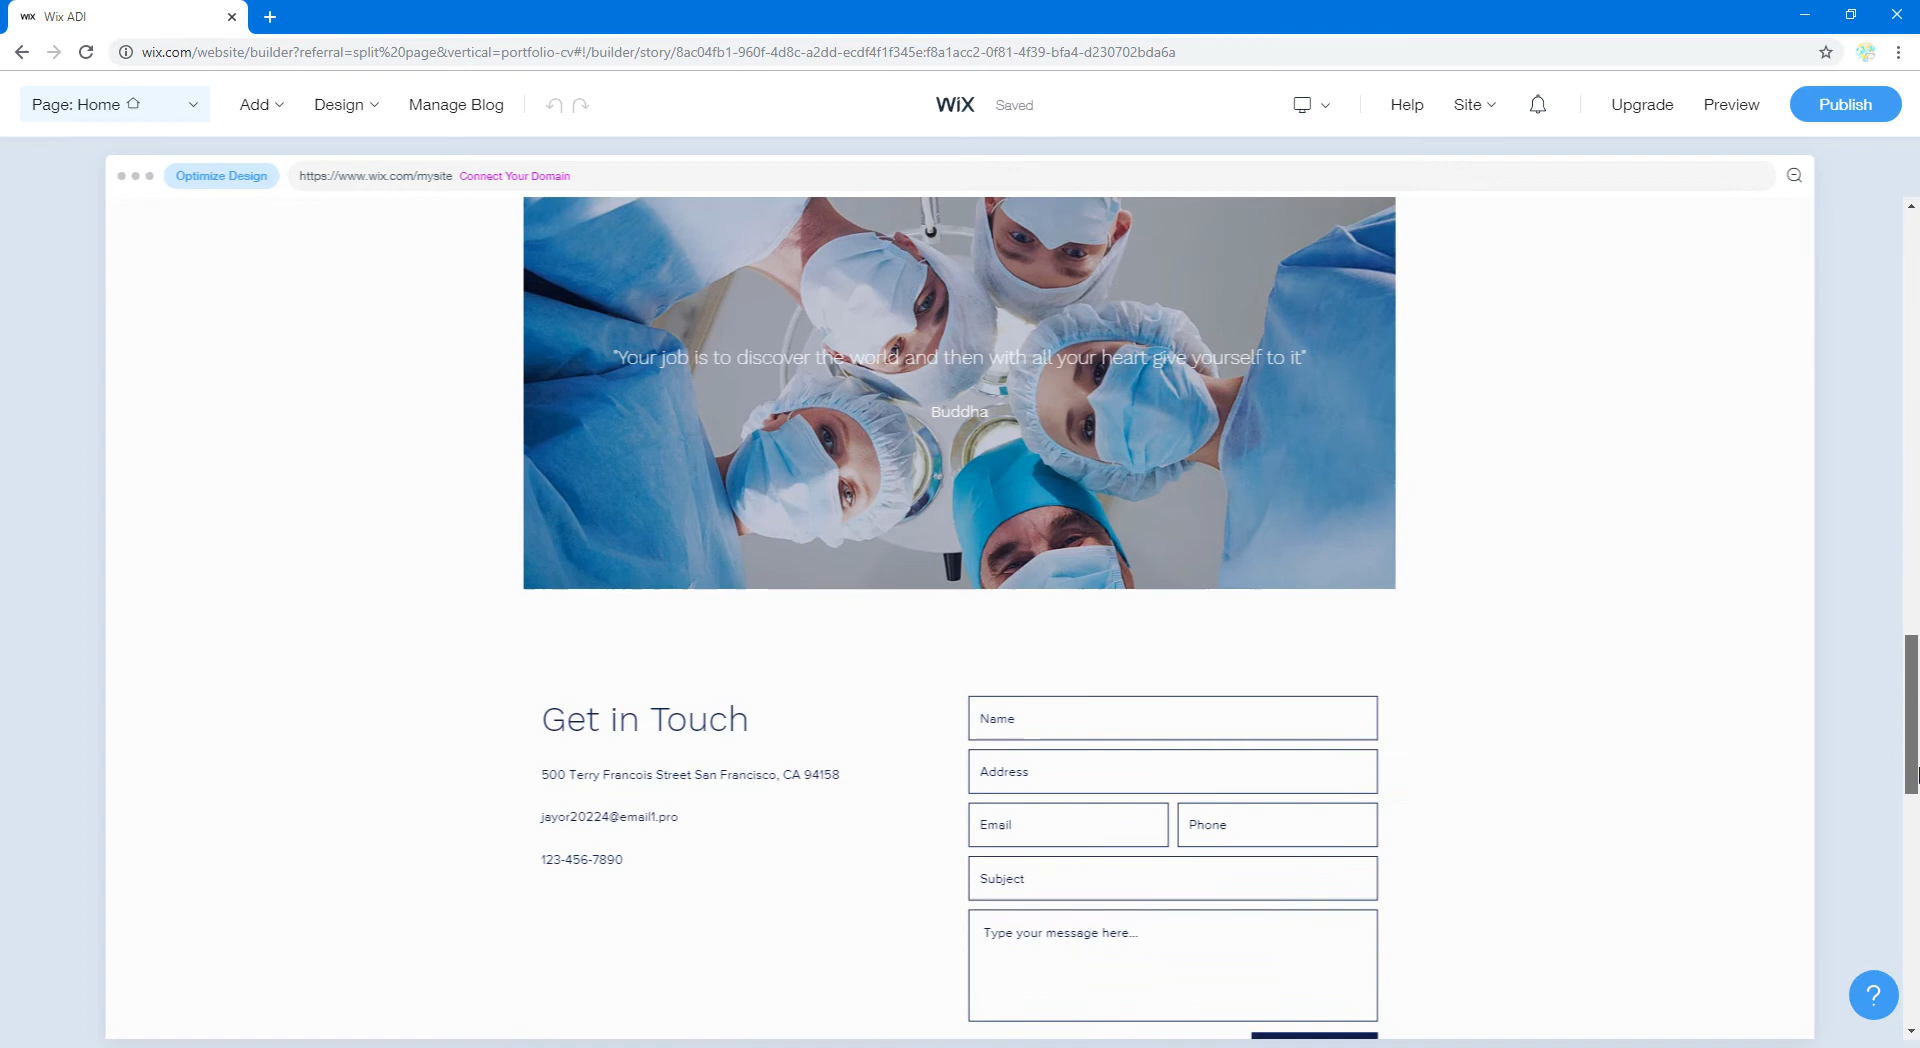 WiX Wix ADI
wix.com/website/builder?referral=split%20page&vertical=portfolio-cv#!/builder/story/8ac04fb1-960f-4d8c-a2dd-ecdf4f1f345e:f8a1acc2-0f81-4f39-bfa4-d230702bda6a
Page: Home Add Design Manage Blog WiX Saved Help Site Upgrade Preview Publish
Optimize Design https://www.wix.com/mysite Connect Your Domain
"Your job is to discover the world and then with all your heart give yourself to it"
Buddha
Get in Touch
500 Terry Francois Street San Francisco, CA 94158
jayor20224@email1.pro
123-456-7890
Name
Address
Email Phone
Subject
Type your message here...
?